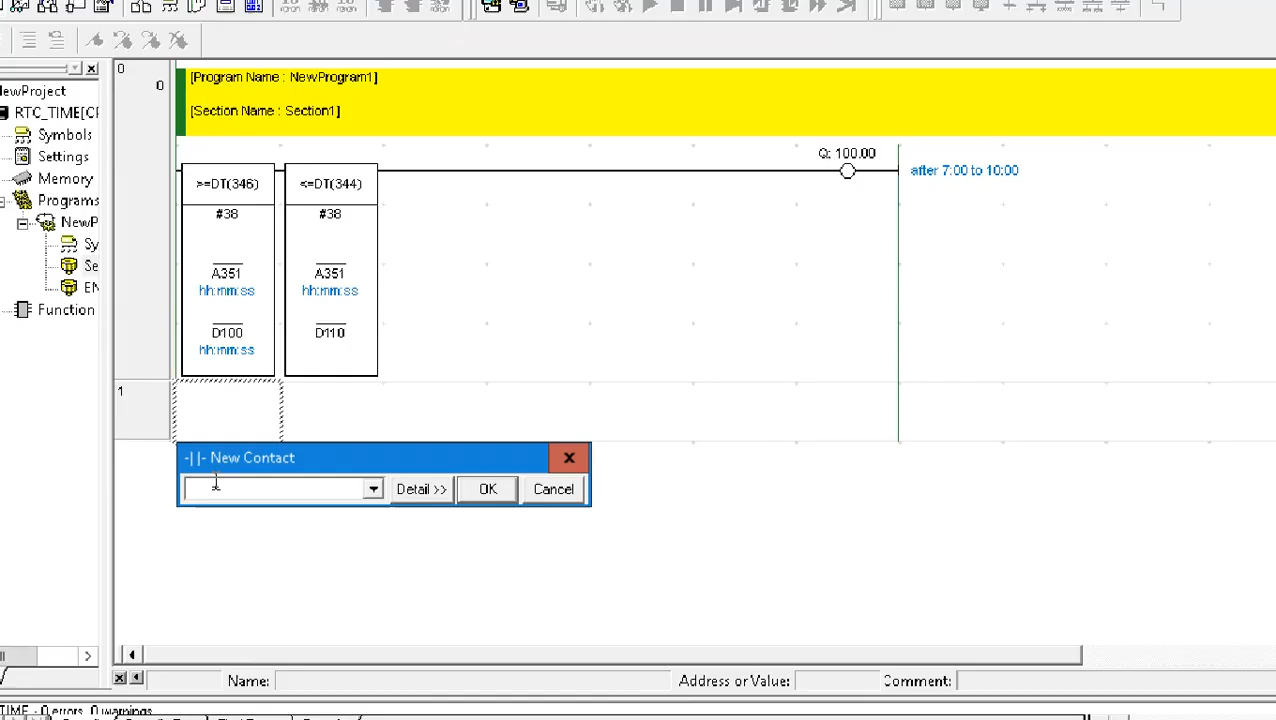 0
0
[Program Name : NewProgram1]
[Section Name : Section1]
ewProject
RTC_TIME[CF
Symbols
Settings
Memory
Programs
NewP
Sy
Se
EN
Function
>=DT(346)
#38
A351
hh:mm:ss
D100
hh:mm:ss
<=DT(344)
#38
A351
hh:mm:ss
D110
Q: 100.00
after 7:00 to 10:00
1
-| |- New Contact
Detail >>
OK
Cancel
Name:
Address or Value:
Comment:
TIME - 0 errors, 0 warnings.